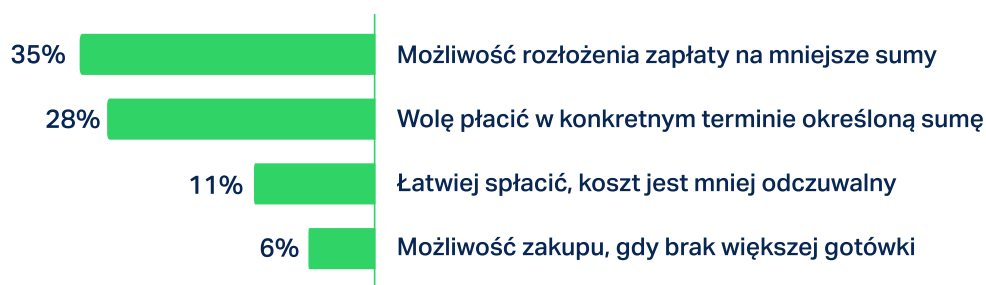 35% Możliwość rozłożenia zapłaty na mniejsze sumy
28% Wolę płacić w konkretnym terminie określoną sumę
11% Łatwiej spłacić, koszt jest mniej odczuwalny
6% Możliwość zakupu, gdy brak większej gotówki